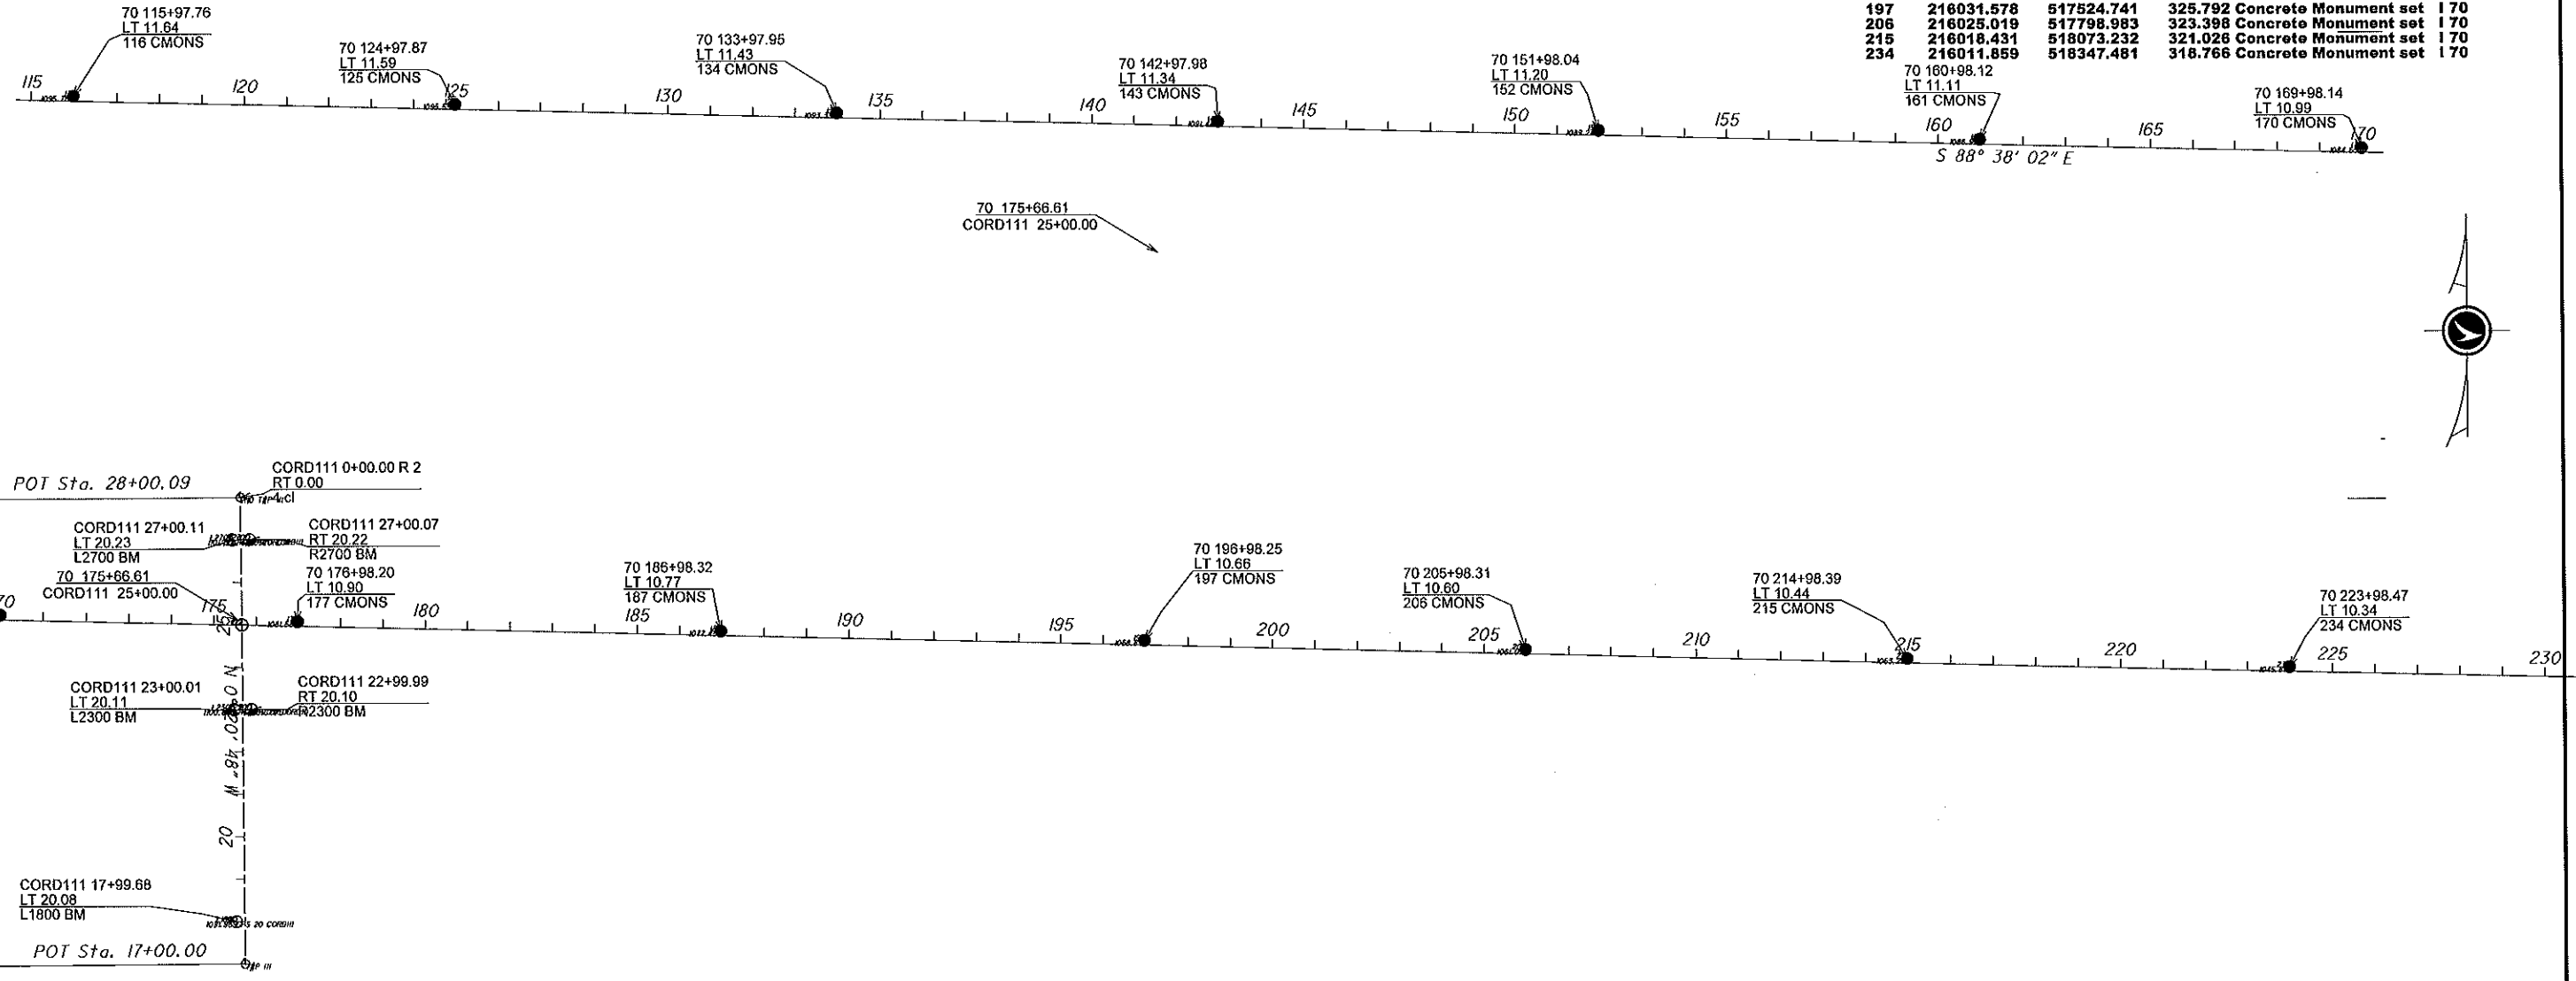 197 216031.578 517524.741 325.792 Concrete Monument set I 70
206 216025.019 517798.983 323.398 Concrete Monument set I 70
215 216018.431 518073.232 321.026 Concrete Monument set I 70
234 216011.859 518347.481 318.766 Concrete Monument set I 70
70 115+97.76
LT 11.64
116 CMONS
70 124+97.87
LT 11.59
125 CMONS
70 133+97.95
LT 11.43
134 CMONS
70 142+97.98
LT 11.34
143 CMONS
70 151+98.04
LT 11.20
152 CMONS
70 160+98.12
LT 11.11
161 CMONS
70 169+98.14
LT 10.99
170 CMONS
115 120 125 130 135 140 145 150 155 160 165 170
S 88° 38' 02" E
70 175+66.61
CORD111 25+00.00
POT Sta. 28+00.09
CORD111 0+00.00 R 2
RT 0.00
CORD111 27+00.11
LT 20.23
L2700 BM
CORD111 27+00.07
RT 20.22
R2700 BM
70 175+66.61
CORD111 25+00.00
70 176+98.20
LT 10.90
177 CMONS
70 186+98.32
LT 10.77
187 CMONS
70 196+98.25
LT 10.66
197 CMONS
70 205+98.31
LT 10.60
206 CMONS
70 214+98.39
LT 10.44
215 CMONS
70 223+98.47
LT 10.34
234 CMONS
70 175 180 185 190 195 200 205 210 215 220 225 230
25
N 0° 20' 48" W
CORD111 23+00.01
LT 20.11
L2300 BM
CORD111 22+99.99
RT 20.10
R2300 BM
20
CORD111 17+99.68
LT 20.08
L1800 BM
POT Sta. 17+00.00